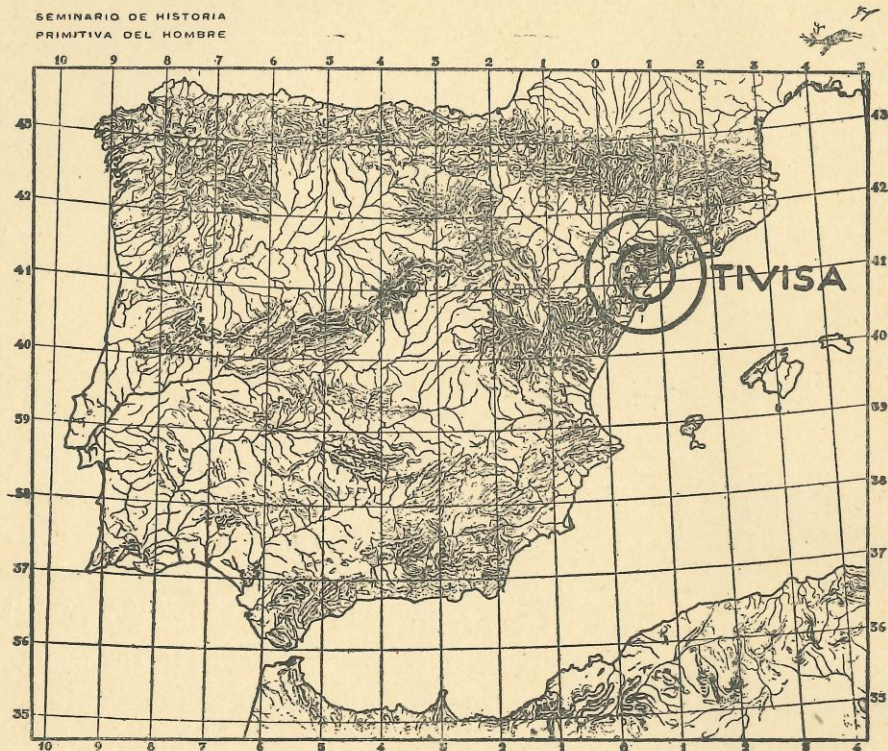 SEMINARIO DE HISTORIA
PRIMITIVA DEL HOMBRE
10 9 8 7 6 5 4 3 2 1 0 1 2 3 4 5
43 43
42 42
41 41
TIVISA
40 40
39 39
38 38
37 37
36 36
35 35
10 9 8 7 6 5 4 3 2 1 0 1 2 3 4